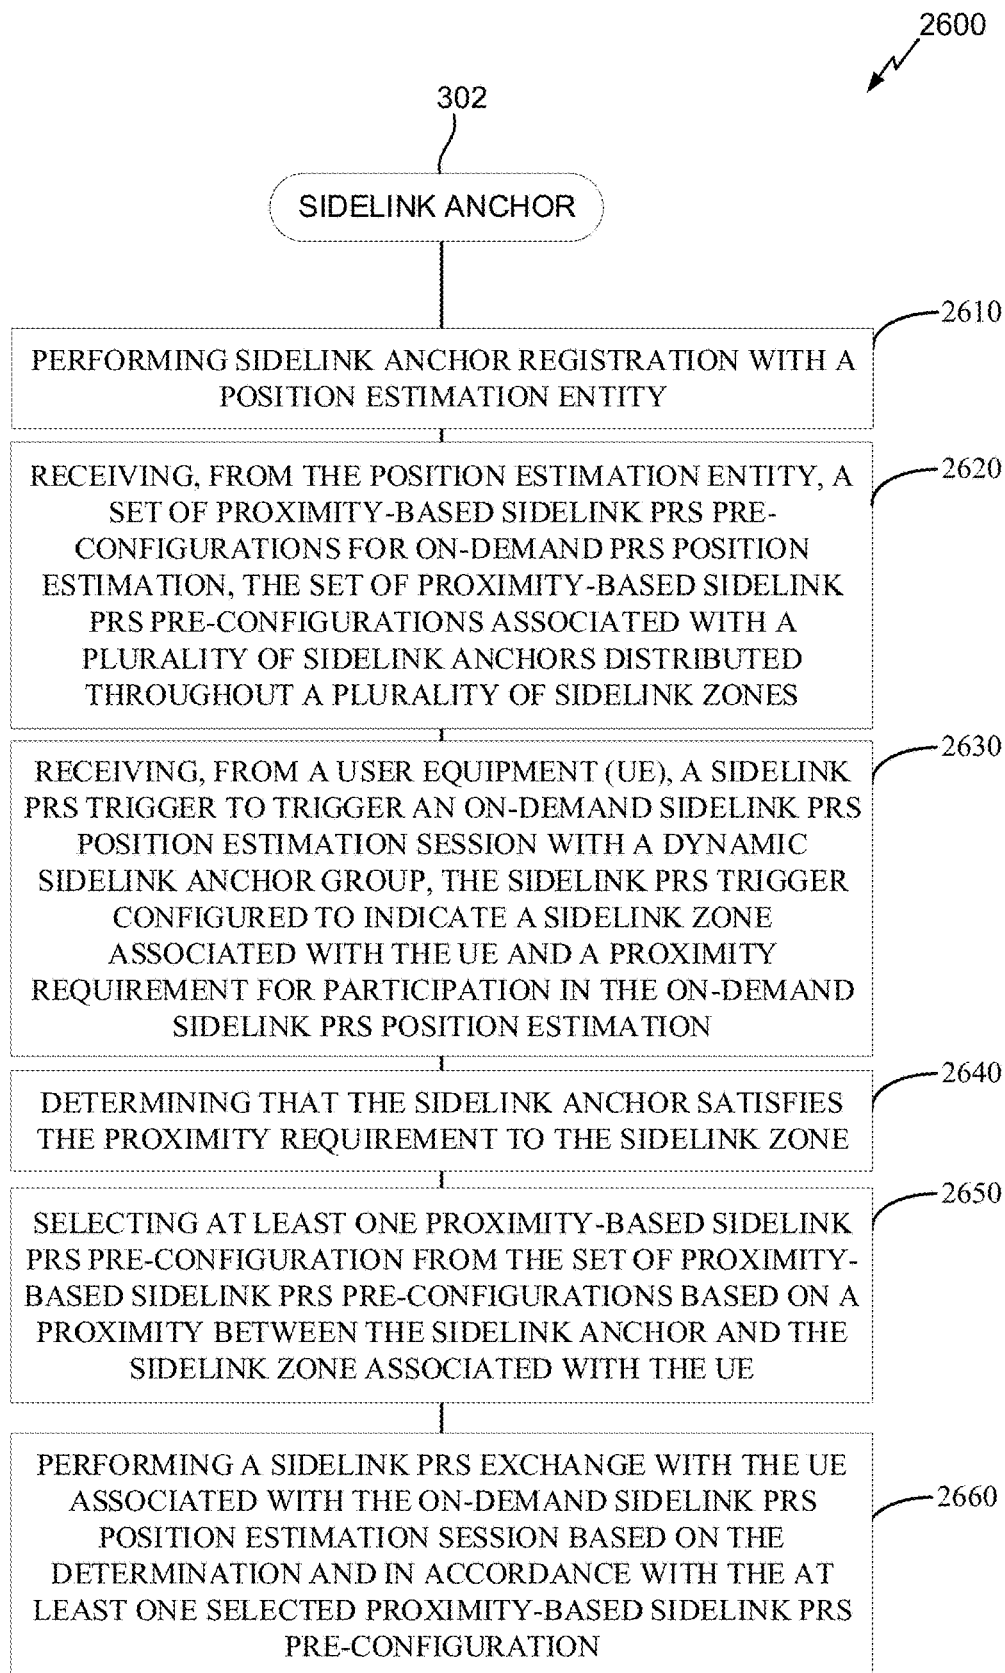 2600
302
SIDELINK ANCHOR
2610
PERFORMING SIDELINK ANCHOR REGISTRATION WITH A
POSITION ESTIMATION ENTITY
2620
RECEIVING, FROM THE POSITION ESTIMATION ENTITY, A
SET OF PROXIMITY-BASED SIDELINK PRS PRE-
CONFIGURATIONS FOR ON-DEMAND PRS POSITION
ESTIMATION, THE SET OF PROXIMITY-BASED SIDELINK
PRS PRE-CONFIGURATIONS ASSOCIATED WITH A
PLURALITY OF SIDELINK ANCHORS DISTRIBUTED
THROUGHOUT A PLURALITY OF SIDELINK ZONES
2630
RECEIVING, FROM A USER EQUIPMENT (UE), A SIDELINK
PRS TRIGGER TO TRIGGER AN ON-DEMAND SIDELINK PRS
POSITION ESTIMATION SESSION WITH A DYNAMIC
SIDELINK ANCHOR GROUP, THE SIDELINK PRS TRIGGER
CONFIGURED TO INDICATE A SIDELINK ZONE
ASSOCIATED WITH THE UE AND A PROXIMITY
REQUIREMENT FOR PARTICIPATION IN THE ON-DEMAND
SIDELINK PRS POSITION ESTIMATION
2640
DETERMINING THAT THE SIDELINK ANCHOR SATISFIES
THE PROXIMITY REQUIREMENT TO THE SIDELINK ZONE
2650
SELECTING AT LEAST ONE PROXIMITY-BASED SIDELINK
PRS PRE-CONFIGURATION FROM THE SET OF PROXIMITY-
BASED SIDELINK PRS PRE-CONFIGURATIONS BASED ON A
PROXIMITY BETWEEN THE SIDELINK ANCHOR AND THE
SIDELINK ZONE ASSOCIATED WITH THE UE
2660
PERFORMING A SIDELINK PRS EXCHANGE WITH THE UE
ASSOCIATED WITH THE ON-DEMAND SIDELINK PRS
POSITION ESTIMATION SESSION BASED ON THE
DETERMINATION AND IN ACCORDANCE WITH THE AT
LEAST ONE SELECTED PROXIMITY-BASED SIDELINK PRS
PRE-CONFIGURATION